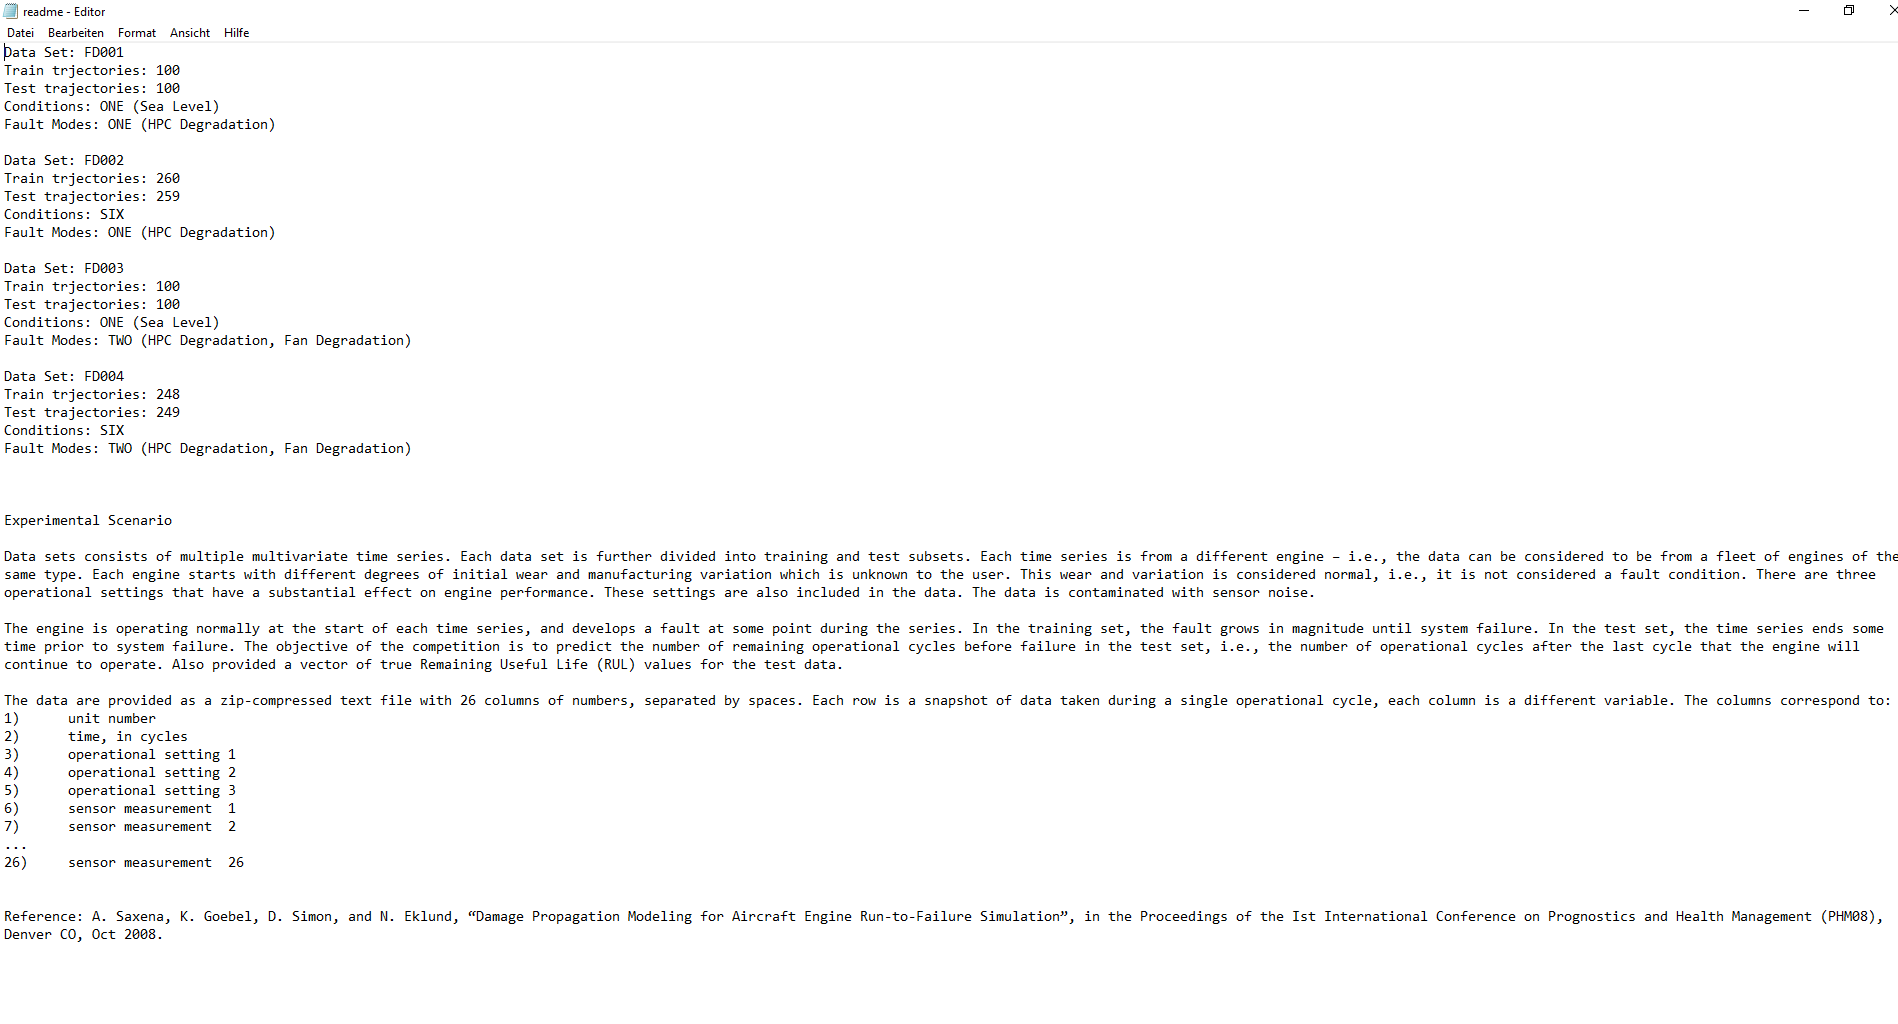 readme - Editor
Datei Bearbeiten Format Ansicht Hilfe
Data Set: FD001
Train trjectories: 100
Test trajectories: 100
Conditions: ONE (Sea Level)
Fault Modes: ONE (HPC Degradation)
Data Set: FD002
Train trjectories: 260
Test trajectories: 259
Conditions: SIX
Fault Modes: ONE (HPC Degradation)
Data Set: FD003
Train trjectories: 100
Test trajectories: 100
Conditions: ONE (Sea Level)
Fault Modes: TWO (HPC Degradation, Fan Degradation)
Data Set: FD004
Train trjectories: 248
Test trajectories: 249
Conditions: SIX
Fault Modes: TWO (HPC Degradation, Fan Degradation)
Experimental Scenario
Data sets consists of multiple multivariate time series. Each data set is further divided into training and test subsets. Each time series is from a different engine – i.e., the data can be considered to be from a fleet of engines of the
same type. Each engine starts with different degrees of initial wear and manufacturing variation which is unknown to the user. This wear and variation is considered normal, i.e., it is not considered a fault condition. There are three
operational settings that have a substantial effect on engine performance. These settings are also included in the data. The data is contaminated with sensor noise.
The engine is operating normally at the start of each time series, and develops a fault at some point during the series. In the training set, the fault grows in magnitude until system failure. In the test set, the time series ends some
time prior to system failure. The objective of the competition is to predict the number of remaining operational cycles before failure in the test set, i.e., the number of operational cycles after the last cycle that the engine will
continue to operate. Also provided a vector of true Remaining Useful Life (RUL) values for the test data.
The data are provided as a zip-compressed text file with 26 columns of numbers, separated by spaces. Each row is a snapshot of data taken during a single operational cycle, each column is a different variable. The columns correspond to:
1) unit number
2) time, in cycles
3) operational setting 1
4) operational setting 2
5) operational setting 3
6) sensor measurement 1
7) sensor measurement 2
...
26) sensor measurement 26
Reference: A. Saxena, K. Goebel, D. Simon, and N. Eklund, “Damage Propagation Modeling for Aircraft Engine Run-to-Failure Simulation”, in the Proceedings of the Ist International Conference on Prognostics and Health Management (PHM08),
Denver CO, Oct 2008.